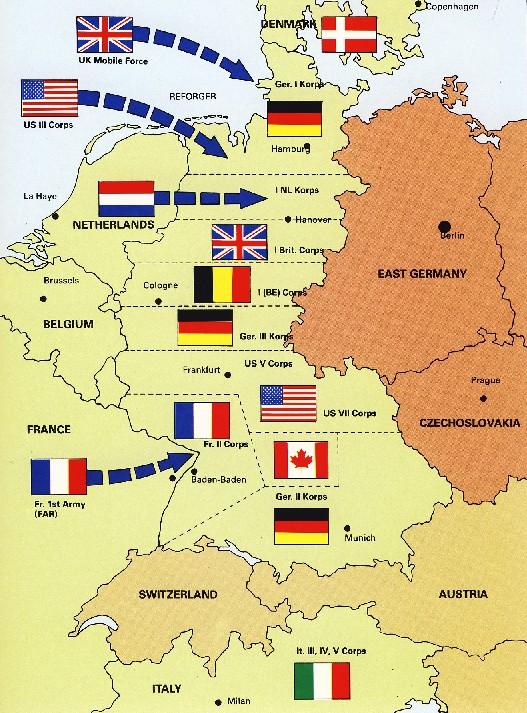 Copenhagen
DENMARK
UK Mobile Force
Ger. I Korps
REFORGER
US III Corps
Hamburg
I NL Korps
La Haye
NETHERLANDS
Hanover
Berlin
I Brit. Corps
EAST GERMANY
Brussels
Cologne
I (BE) Corps
BELGIUM
Ger. III Korps
US V Corps
Frankfurt
Prague
US VII Corps
CZECHOSLOVAKIA
FRANCE
Fr. II Corps
Baden-Baden
Fr. 1st Army
(FAR)
Ger. II Korps
Munich
SWITZERLAND
AUSTRIA
It. III, IV, V Corps
ITALY
Milan